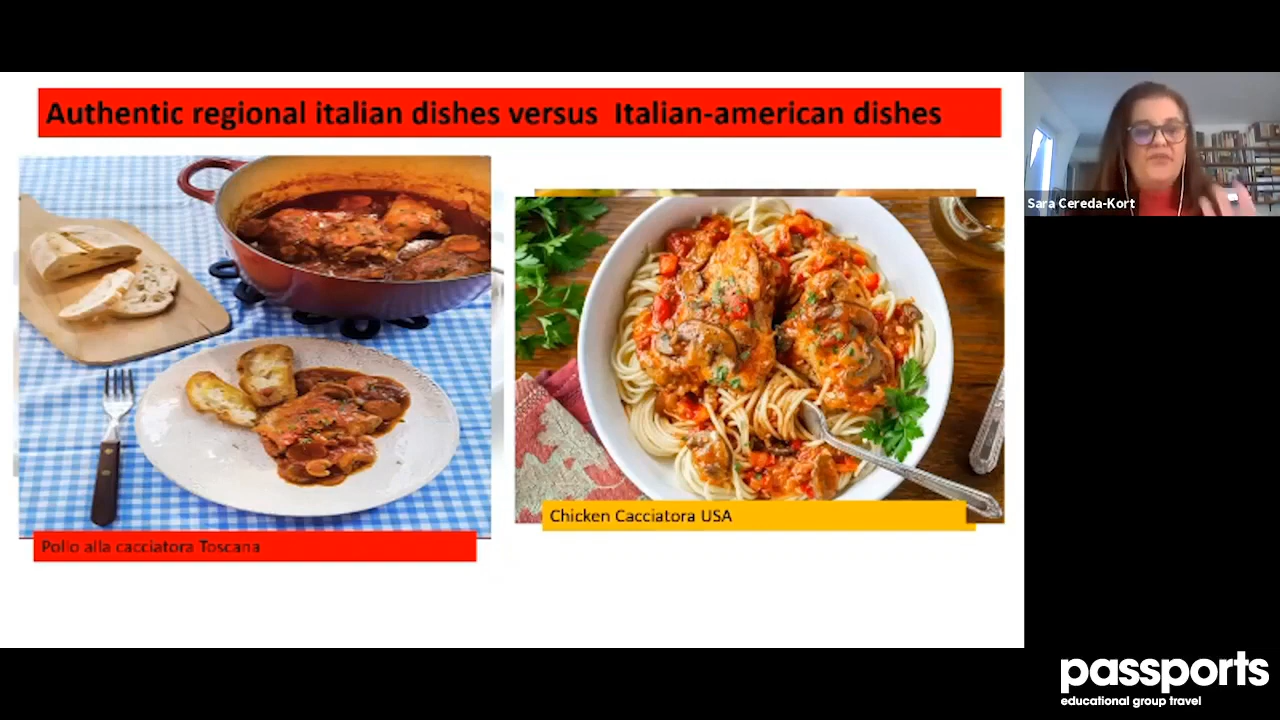 Authentic regional italian dishes versus Italian-american dishes
Sara Cereda-Kort
Chicken Cacciatora USA
Pollo alla cacciatora Toscana
passports
educational group travel